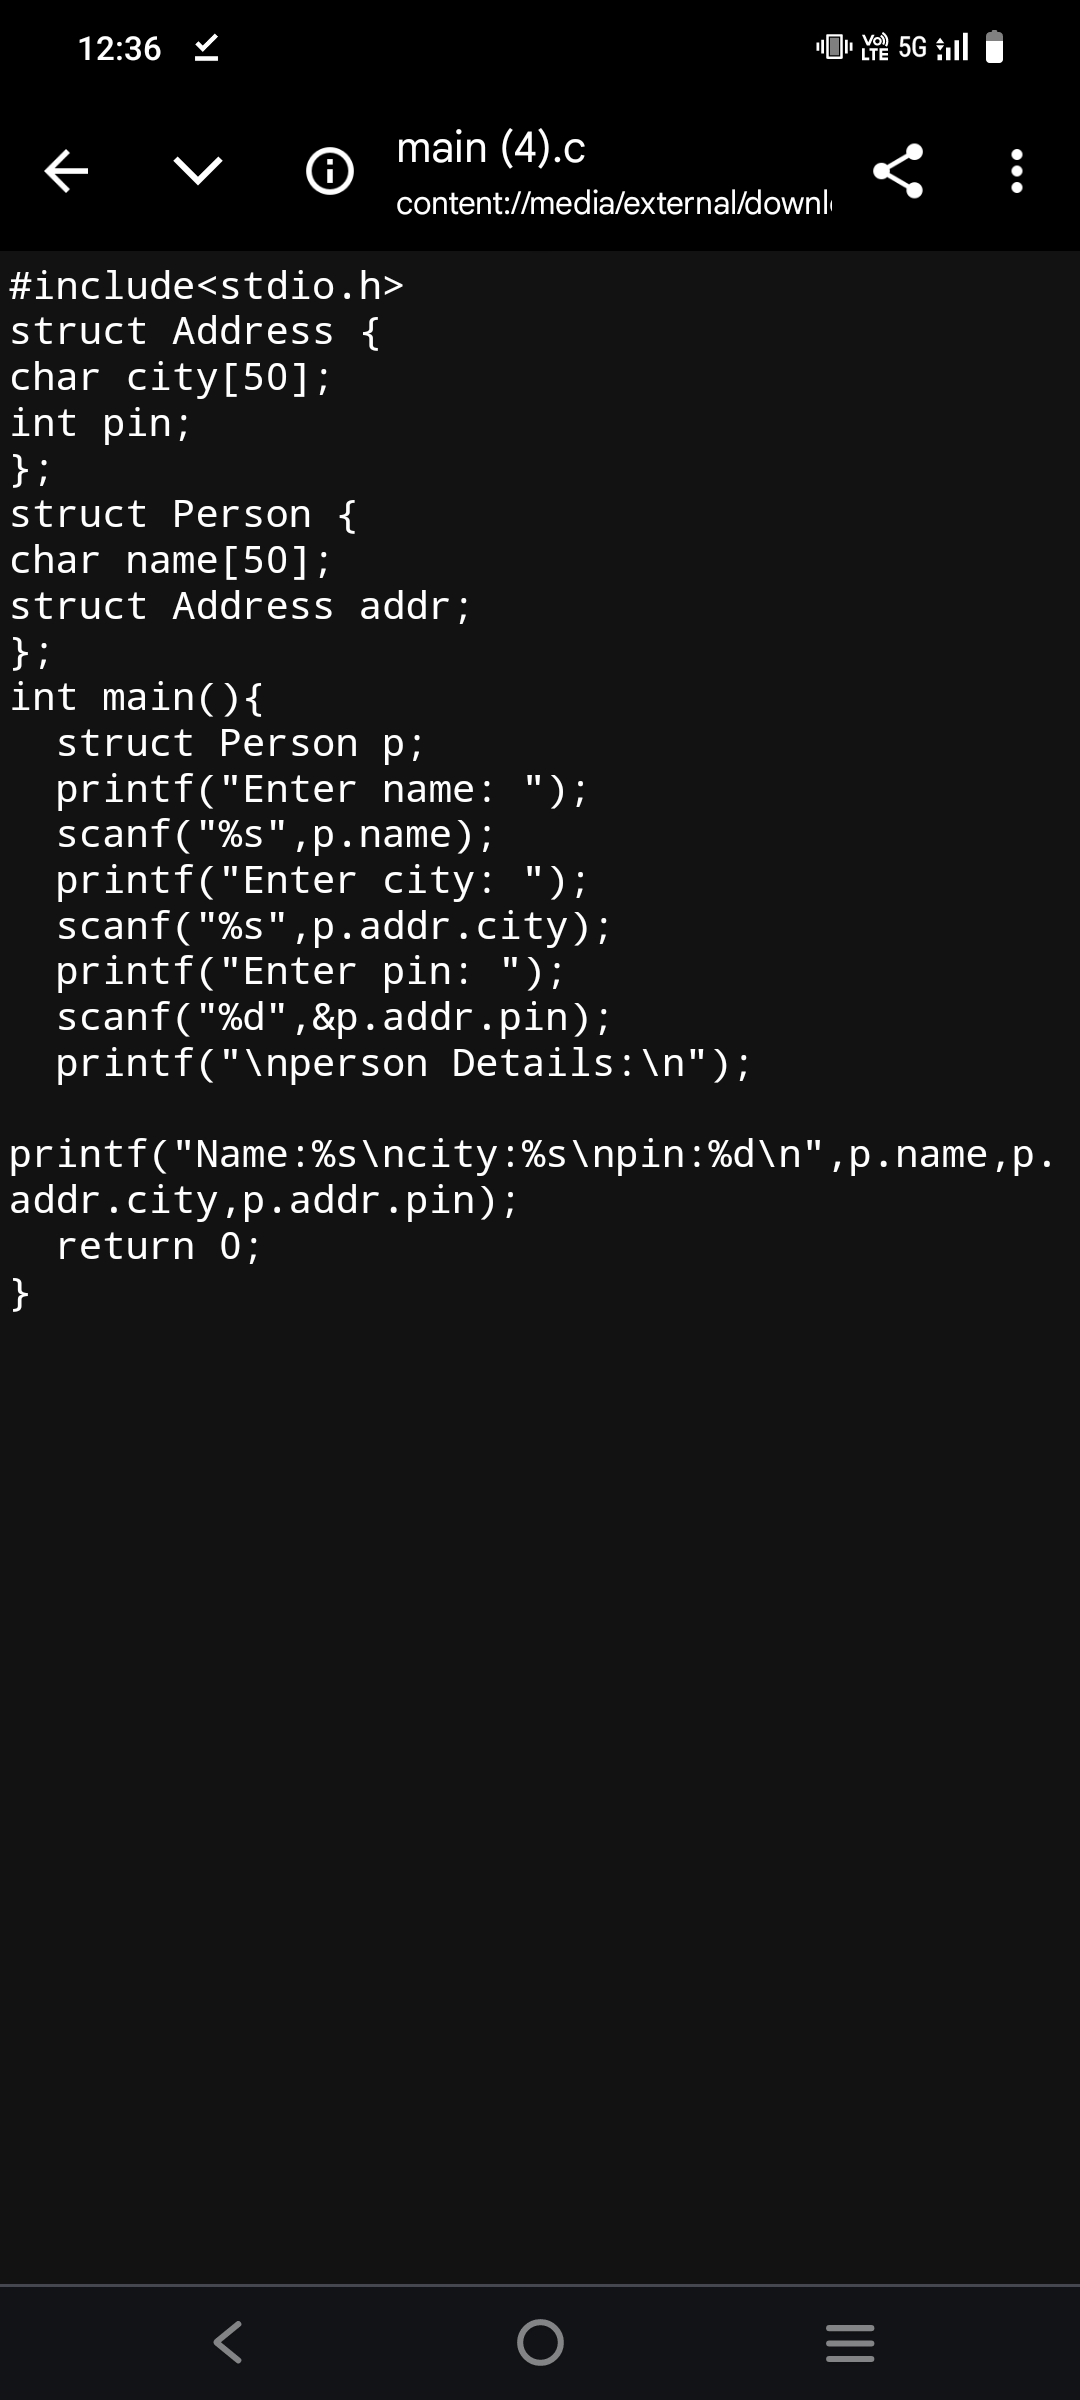 12:36
VoLTE 5G
main (4).c
content://media/external/downl
#include<stdio.h>
struct Address {
char city[50];
int pin;
};
struct Person {
char name[50];
struct Address addr;
};
int main(){
  struct Person p;
  printf("Enter name: ");
  scanf("%s",p.name);
  printf("Enter city: ");
  scanf("%s",p.addr.city);
  printf("Enter pin: ");
  scanf("%d",&p.addr.pin);
  printf("\nperson Details:\n");
printf("Name:%s\ncity:%s\npin:%d\n",p.name,p.
addr.city,p.addr.pin);
  return 0;
}